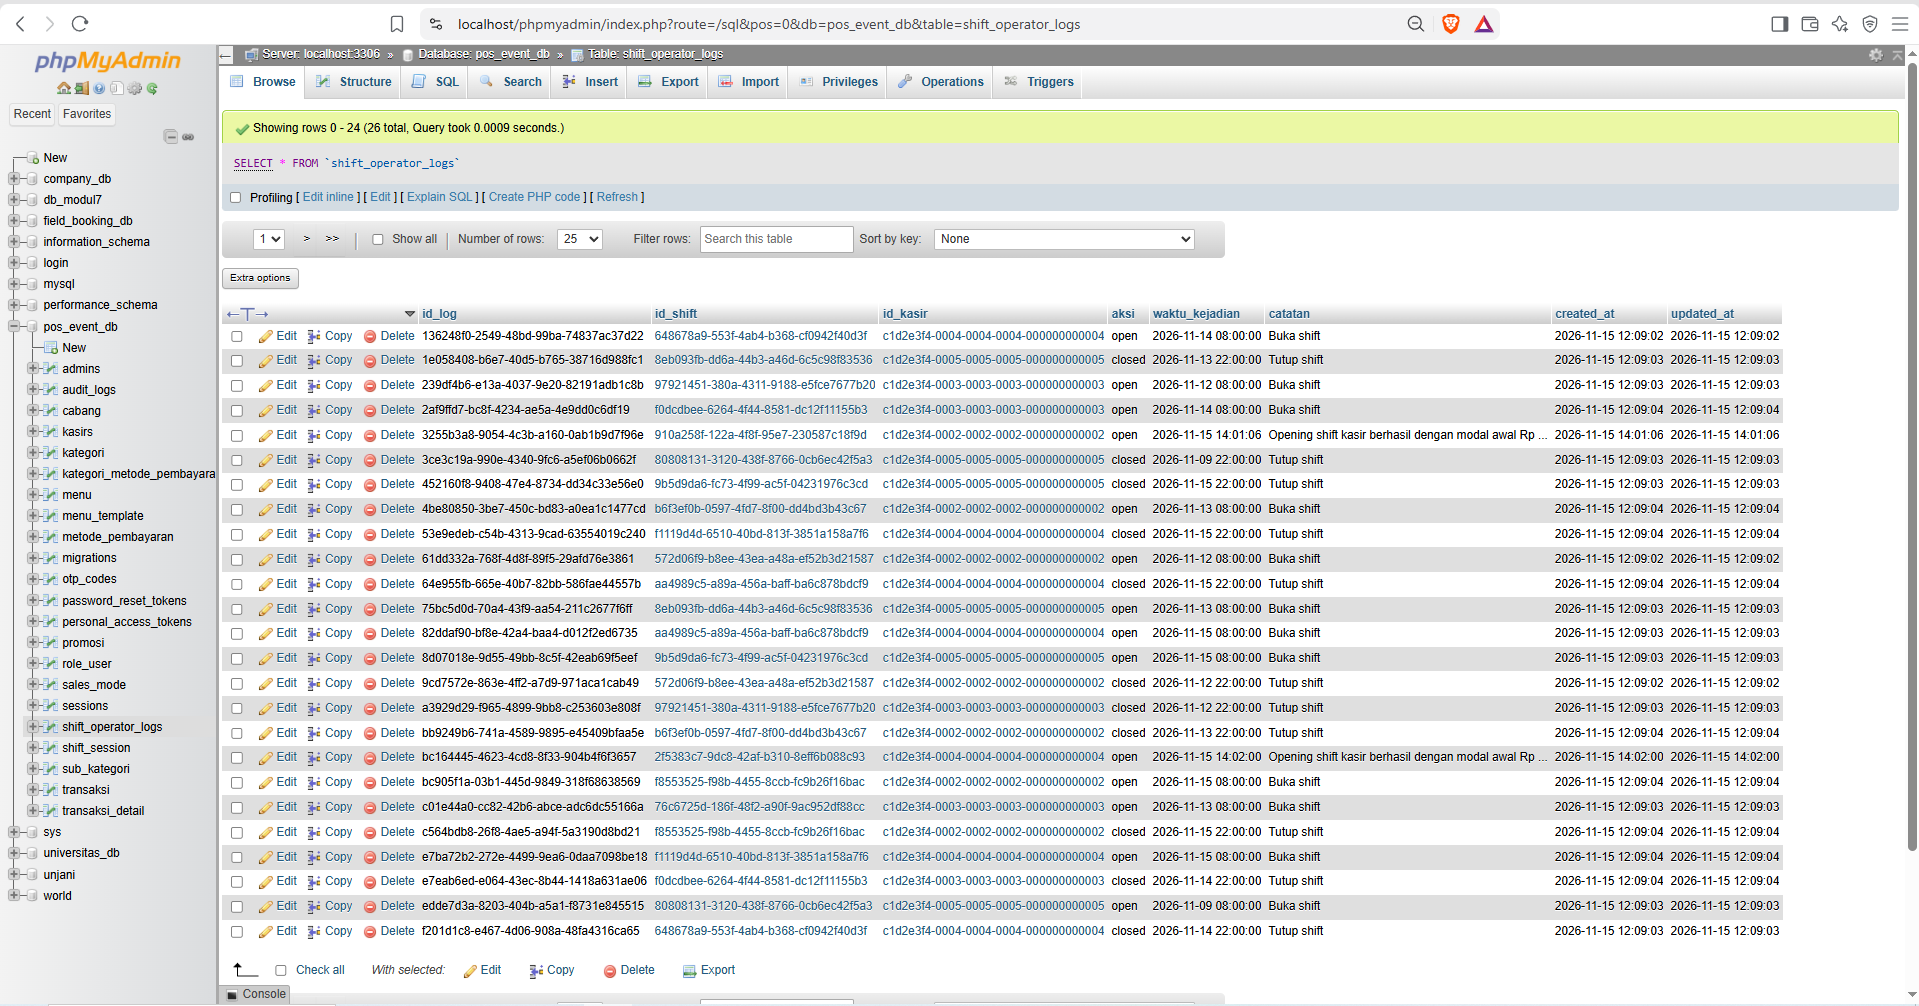 localhost/phpmyadmin/index.php?route=/sql&pos=0&db=pos_event_db&table=shift_operator_logs
phpMyAdmin
Recent Favorites
New
company_db
db_modul7
field_booking_db
information_schema
login
mysql
performance_schema
pos_event_db
New
admins
audit_logs
cabang
kasirs
kategori
kategori_metode_pembayara
menu
menu_template
metode_pembayaran
migrations
otp_codes
password_reset_tokens
personal_access_tokens
promosi
role_user
sales_mode
sessions
shift_operator_logs
shift_session
sub_kategori
transaksi
transaksi_detail
sys
universitas_db
unjani
world
Server: localhost:3306 » Database: pos_event_db » Table: shift_operator_logs
Browse Structure SQL Search Insert Export Import Privileges Operations Triggers
Showing rows 0 - 24 (26 total, Query took 0.0009 seconds.)
SELECT * FROM `shift_operator_logs`
Profiling [ Edit inline ] [ Edit ] [ Explain SQL ] [ Create PHP code ] [ Refresh ]
1 > >> Show all Number of rows: 25 Filter rows: Search this table Sort by key: None
Extra options
←T→ id_log id_shift id_kasir aksi waktu_kejadian catatan created_at updated_at
Edit Copy Delete 136248f0-2549-48bd-99ba-74837ac37d22 648678a9-553f-4ab4-b368-cf0942f40d3f c1d2e3f4-0004-0004-0004-000000000004 open 2026-11-14 08:00:00 Buka shift 2026-11-15 12:09:02 2026-11-15 12:09:02
Edit Copy Delete 1e058408-b6e7-40d5-b765-38716d988fc1 8eb093fb-dd6a-44b3-a46d-6c5c98f83536 c1d2e3f4-0005-0005-0005-000000000005 closed 2026-11-13 22:00:00 Tutup shift 2026-11-15 12:09:03 2026-11-15 12:09:03
Edit Copy Delete 239df4b6-e13a-4037-9e20-82191adb1c8b 97921451-380a-4311-9188-e5fce7677b20 c1d2e3f4-0003-0003-0003-000000000003 open 2026-11-12 08:00:00 Buka shift 2026-11-15 12:09:03 2026-11-15 12:09:03
Edit Copy Delete 2af9ffd7-bc8f-4234-ae5a-4e9dd0c6df19 f0dcdbee-6264-4f44-8581-dc12f11155b3 c1d2e3f4-0003-0003-0003-000000000003 open 2026-11-14 08:00:00 Buka shift 2026-11-15 12:09:04 2026-11-15 12:09:04
Edit Copy Delete 3255b3a8-9054-4c3b-a160-0ab1b9d7f96e 910a258f-122a-4f8f-95e7-230587c18f9d c1d2e3f4-0002-0002-0002-000000000002 open 2026-11-15 14:01:06 Opening shift kasir berhasil dengan modal awal Rp ... 2026-11-15 14:01:06 2026-11-15 14:01:06
Edit Copy Delete 3ce3c19a-990e-4340-9fc6-a5ef06b0662f 80808131-3120-438f-8766-0cb6ec42f5a3 c1d2e3f4-0005-0005-0005-000000000005 closed 2026-11-09 22:00:00 Tutup shift 2026-11-15 12:09:03 2026-11-15 12:09:03
Edit Copy Delete 452160f8-9408-47e4-8734-dd34c33e56e0 9b5d9da6-fc73-4f99-ac5f-04231976c3cd c1d2e3f4-0005-0005-0005-000000000005 closed 2026-11-15 22:00:00 Tutup shift 2026-11-15 12:09:03 2026-11-15 12:09:03
Edit Copy Delete 4be80850-3be7-450c-bd83-a0ea1c1477cd b6f3ef0b-0597-4fd7-8f00-dd4bd3b43c67 c1d2e3f4-0002-0002-0002-000000000002 open 2026-11-13 08:00:00 Buka shift 2026-11-15 12:09:04 2026-11-15 12:09:04
Edit Copy Delete 53e9edeb-c54b-4313-9cad-63554019c240 f1119d4d-6510-40bd-813f-3851a158a7f6 c1d2e3f4-0004-0004-0004-000000000004 closed 2026-11-15 22:00:00 Tutup shift 2026-11-15 12:09:04 2026-11-15 12:09:04
Edit Copy Delete 61dd332a-768f-4d8f-89f5-29afd76e3861 572d06f9-b8ee-43ea-a48a-ef52b3d21587 c1d2e3f4-0002-0002-0002-000000000002 open 2026-11-12 08:00:00 Buka shift 2026-11-15 12:09:02 2026-11-15 12:09:02
Edit Copy Delete 64e955fb-665e-40b7-82bb-586fae44557b aa4989c5-a89a-456a-baff-ba6c878bdcf9 c1d2e3f4-0004-0004-0004-000000000004 closed 2026-11-15 22:00:00 Tutup shift 2026-11-15 12:09:04 2026-11-15 12:09:04
Edit Copy Delete 75bc5d0d-70a4-43f9-aa54-211c2677f6ff 8eb093fb-dd6a-44b3-a46d-6c5c98f83536 c1d2e3f4-0005-0005-0005-000000000005 open 2026-11-13 08:00:00 Buka shift 2026-11-15 12:09:03 2026-11-15 12:09:03
Edit Copy Delete 82ddaf90-bf8e-42a4-baa4-d012f2ed6735 aa4989c5-a89a-456a-baff-ba6c878bdcf9 c1d2e3f4-0004-0004-0004-000000000004 open 2026-11-15 08:00:00 Buka shift 2026-11-15 12:09:03 2026-11-15 12:09:03
Edit Copy Delete 8d07018e-9d55-49bb-8c5f-42eab69f5eef 9b5d9da6-fc73-4f99-ac5f-04231976c3cd c1d2e3f4-0005-0005-0005-000000000005 open 2026-11-15 08:00:00 Buka shift 2026-11-15 12:09:03 2026-11-15 12:09:03
Edit Copy Delete 9cd7572e-863e-4ff2-a7d9-971aca1cab49 572d06f9-b8ee-43ea-a48a-ef52b3d21587 c1d2e3f4-0002-0002-0002-000000000002 closed 2026-11-12 22:00:00 Tutup shift 2026-11-15 12:09:02 2026-11-15 12:09:02
Edit Copy Delete a3929d29-f965-4899-9bb8-c253603e808f 97921451-380a-4311-9188-e5fce7677b20 c1d2e3f4-0003-0003-0003-000000000003 closed 2026-11-12 22:00:00 Tutup shift 2026-11-15 12:09:03 2026-11-15 12:09:03
Edit Copy Delete bb9249b6-741a-4589-9895-e45409bfaa5e b6f3ef0b-0597-4fd7-8f00-dd4bd3b43c67 c1d2e3f4-0002-0002-0002-000000000002 closed 2026-11-13 22:00:00 Tutup shift 2026-11-15 12:09:04 2026-11-15 12:09:04
Edit Copy Delete bc164445-4623-4cd8-8f33-904b4f6f3657 2f5383c7-9dc8-42af-b310-8eff6b088c93 c1d2e3f4-0004-0004-0004-000000000004 open 2026-11-15 14:02:00 Opening shift kasir berhasil dengan modal awal Rp ... 2026-11-15 14:02:00 2026-11-15 14:02:00
Edit Copy Delete bc905f1a-03b1-445d-9849-318f68638569 f8553525-f98b-4455-8ccb-fc9b26f16bac c1d2e3f4-0002-0002-0002-000000000002 open 2026-11-15 08:00:00 Buka shift 2026-11-15 12:09:04 2026-11-15 12:09:04
Edit Copy Delete c01e44a0-cc82-42b6-abce-adc6dc55166a 76c6725d-186f-48f2-a90f-9ac952df88cc c1d2e3f4-0003-0003-0003-000000000003 open 2026-11-13 08:00:00 Buka shift 2026-11-15 12:09:03 2026-11-15 12:09:03
Edit Copy Delete c564bdb8-26f8-4ae5-a94f-5a3190d8bd21 f8553525-f98b-4455-8ccb-fc9b26f16bac c1d2e3f4-0002-0002-0002-000000000002 closed 2026-11-15 22:00:00 Tutup shift 2026-11-15 12:09:04 2026-11-15 12:09:04
Edit Copy Delete e7ba72b2-272e-4499-9ea6-0daa7098be18 f1119d4d-6510-40bd-813f-3851a158a7f6 c1d2e3f4-0004-0004-0004-000000000004 open 2026-11-15 08:00:00 Buka shift 2026-11-15 12:09:04 2026-11-15 12:09:04
Edit Copy Delete e7eab6ed-e064-43ec-8b44-1418a631ae06 f0dcdbee-6264-4f44-8581-dc12f11155b3 c1d2e3f4-0003-0003-0003-000000000003 closed 2026-11-14 22:00:00 Tutup shift 2026-11-15 12:09:04 2026-11-15 12:09:04
Edit Copy Delete edde7d3a-8203-404b-a5a1-f8731e845515 80808131-3120-438f-8766-0cb6ec42f5a3 c1d2e3f4-0005-0005-0005-000000000005 open 2026-11-09 08:00:00 Buka shift 2026-11-15 12:09:03 2026-11-15 12:09:03
Edit Copy Delete f201d1c8-e467-4d06-908a-48fa4316ca65 648678a9-553f-4ab4-b368-cf0942f40d3f c1d2e3f4-0004-0004-0004-000000000004 closed 2026-11-14 22:00:00 Tutup shift 2026-11-15 12:09:03 2026-11-15 12:09:03
Check all With selected: Edit Copy Delete Export
Console